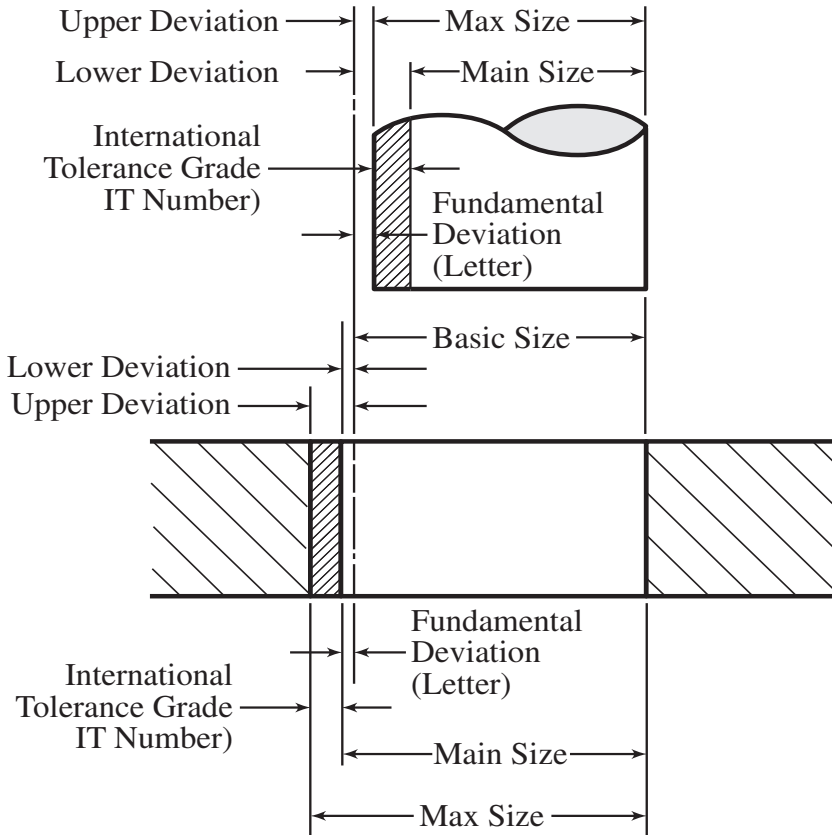 Upper Deviation
Max Size
Lower Deviation
Main Size
International
Tolerance Grade
IT Number)
Fundamental
Deviation
(Letter)
Basic Size
Lower Deviation
Upper Deviation
Fundamental
Deviation
(Letter)
International
Tolerance Grade
IT Number)
Main Size
Max Size